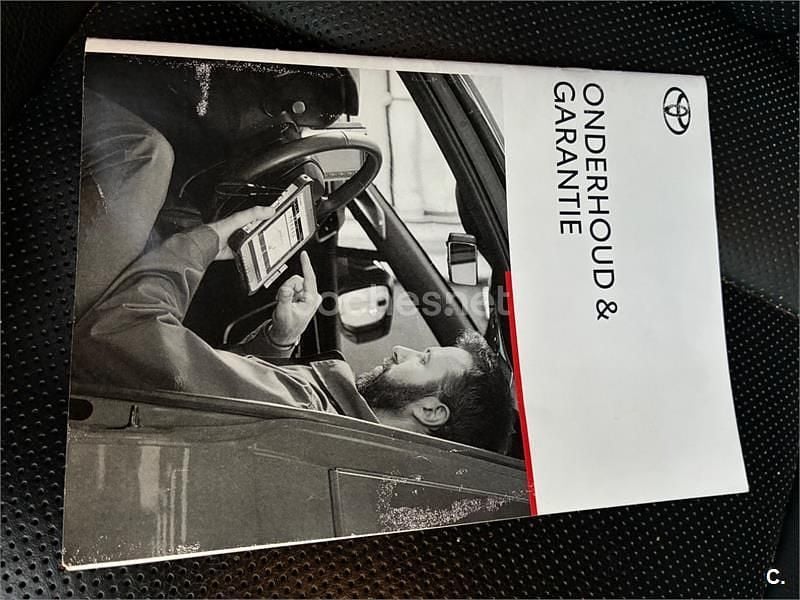 ONDERHOUD &
GARANTIE
coches.net
C.